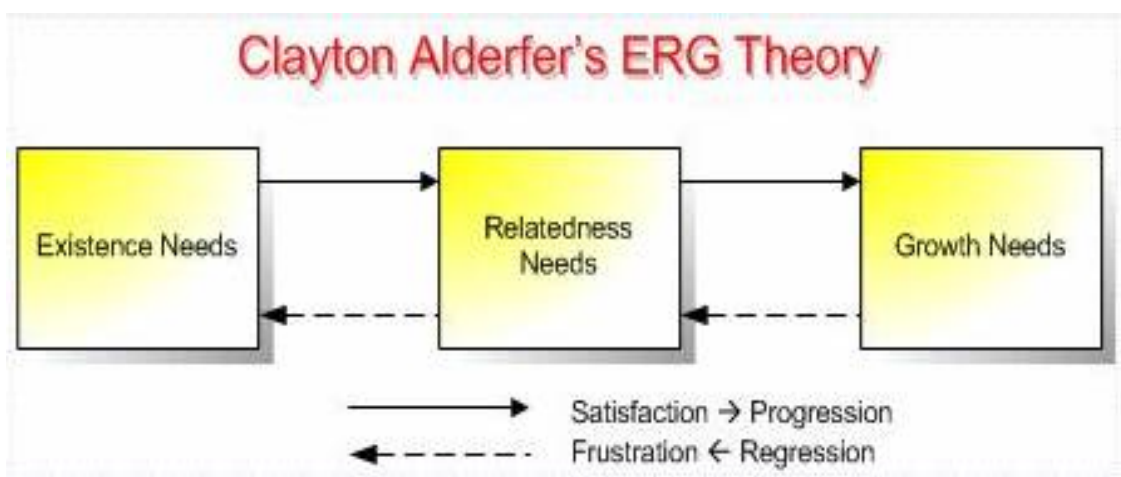 Clayton Alderfer's ERG Theory
Existence Needs
Relatedness
Needs
Growth Needs
Satisfaction → Progression
Frustration ← Regression